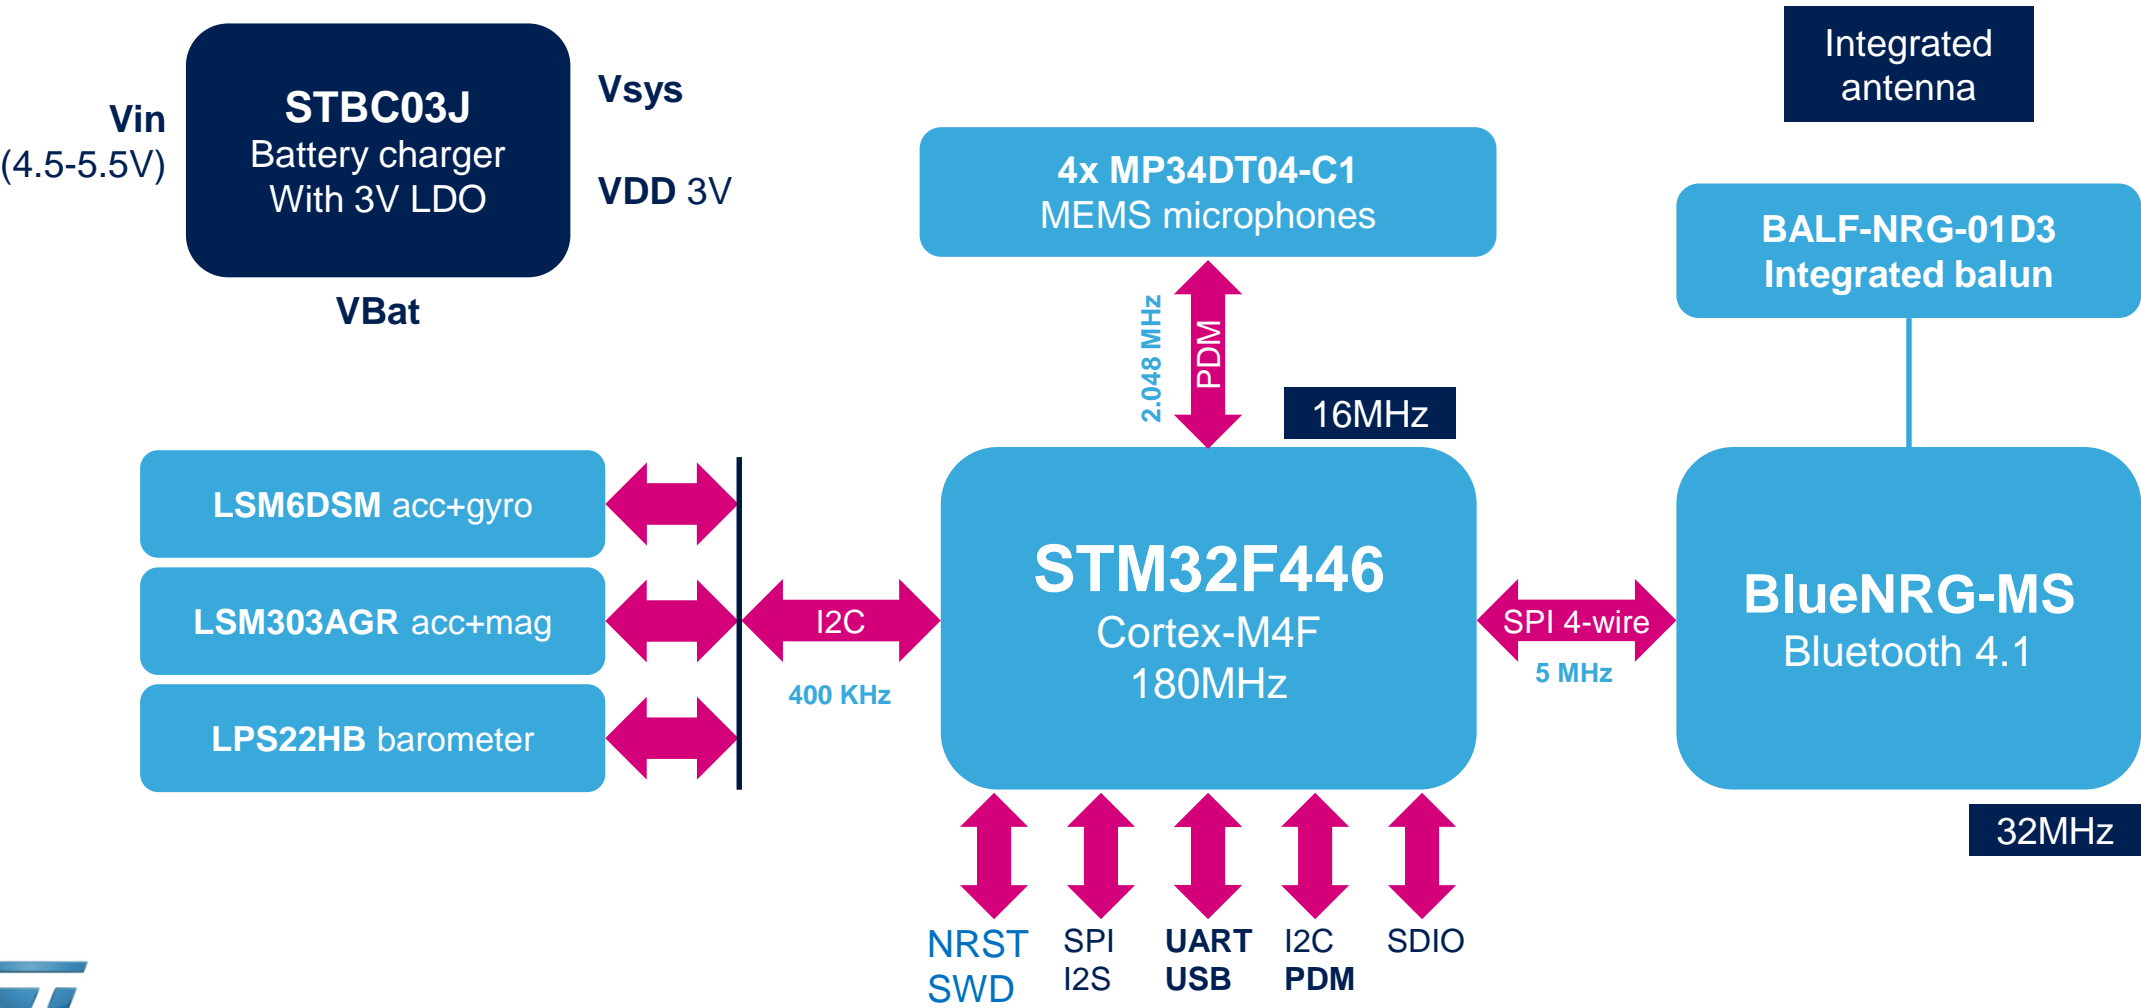 Vin
(4.5-5.5V)
STBC03J
Battery charger
With 3V LDO
Vsys
VDD 3V
VBat
Integrated
antenna
4x MP34DT04-C1
MEMS microphones
BALF-NRG-01D3
Integrated balun
2.048 MHz
PDM
16MHz
LSM6DSM acc+gyro
LSM303AGR acc+mag
LPS22HB barometer
I2C
400 KHz
STM32F446
Cortex-M4F
180MHz
SPI 4-wire
5 MHz
BlueNRG-MS
Bluetooth 4.1
32MHz
NRST
SWD
SPI
I2S
UART
USB
I2C
PDM
SDIO